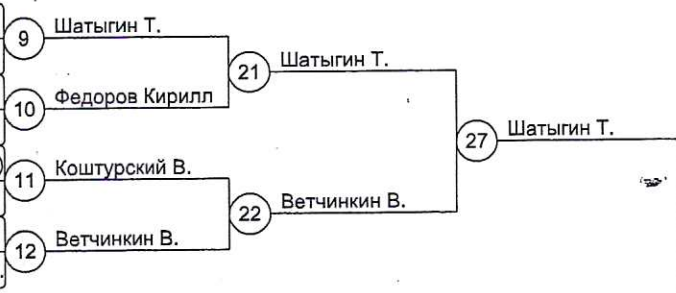 9 Шатыгин Т.
21 Шатыгин Т.
10 Федоров Кирилл
27 Шатыгин Т.
11 Коштурский В.
22 Ветчинкин В.
12 Ветчинкин В.